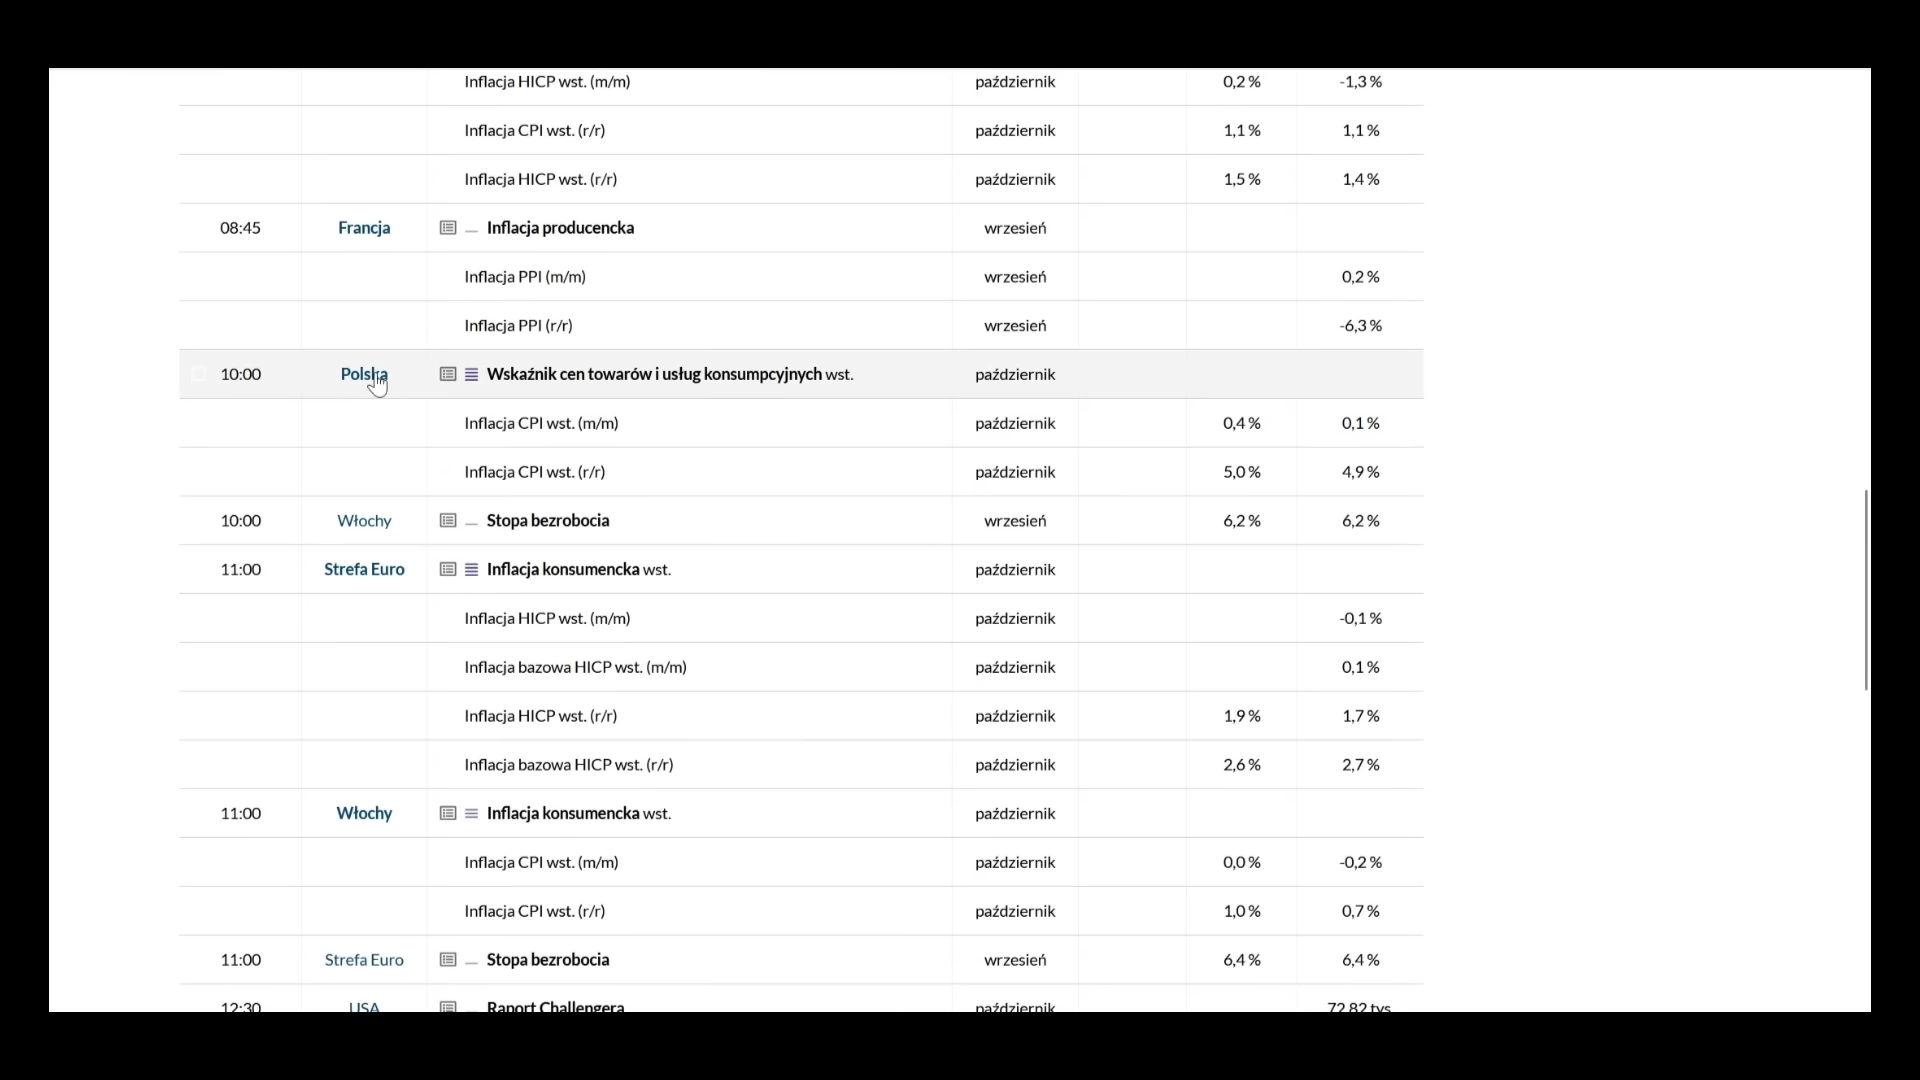 Inflacja HICP wst. (m/m) październik 0,2 % -1,3 %
Inflacja CPI wst. (r/r) październik 1,1 % 1,1 %
Inflacja HICP wst. (r/r) październik 1,5 % 1,4 %
08:45 Francja Inflacja producencka wrzesień
Inflacja PPI (m/m) wrzesień 0,2 %
Inflacja PPI (r/r) wrzesień -6,3 %
10:00 Polska Wskaźnik cen towarów i usług konsumpcyjnych wst. październik
Inflacja CPI wst. (m/m) październik 0,4 % 0,1 %
Inflacja CPI wst. (r/r) październik 5,0 % 4,9 %
10:00 Włochy Stopa bezrobocia wrzesień 6,2 % 6,2 %
11:00 Strefa Euro Inflacja konsumencka wst. październik
Inflacja HICP wst. (m/m) październik -0,1 %
Inflacja bazowa HICP wst. (m/m) październik 0,1 %
Inflacja HICP wst. (r/r) październik 1,9 % 1,7 %
Inflacja bazowa HICP wst. (r/r) październik 2,6 % 2,7 %
11:00 Włochy Inflacja konsumencka wst. październik
Inflacja CPI wst. (m/m) październik 0,0 % -0,2 %
Inflacja CPI wst. (r/r) październik 1,0 % 0,7 %
11:00 Strefa Euro Stopa bezrobocia wrzesień 6,4 % 6,4 %
12:30 USA Raport Challengera październik 72,82 tys.